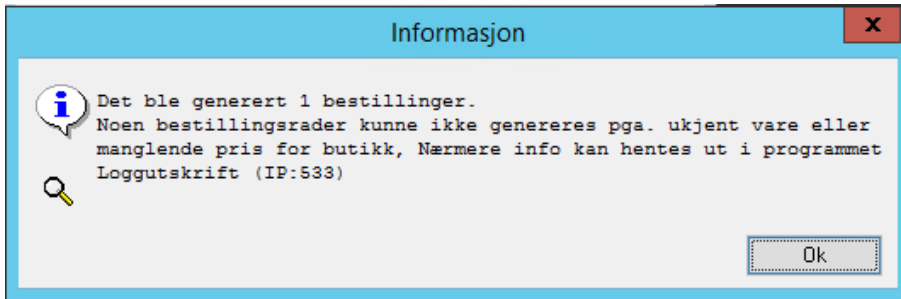 Informasjon
x
Det ble generert 1 bestillinger.
Noen bestillingsrader kunne ikke genereres pga. ukjent vare eller
manglende pris for butikk, Nærmere info kan hentes ut i programmet
Loggutskrift (IP:533)
Ok